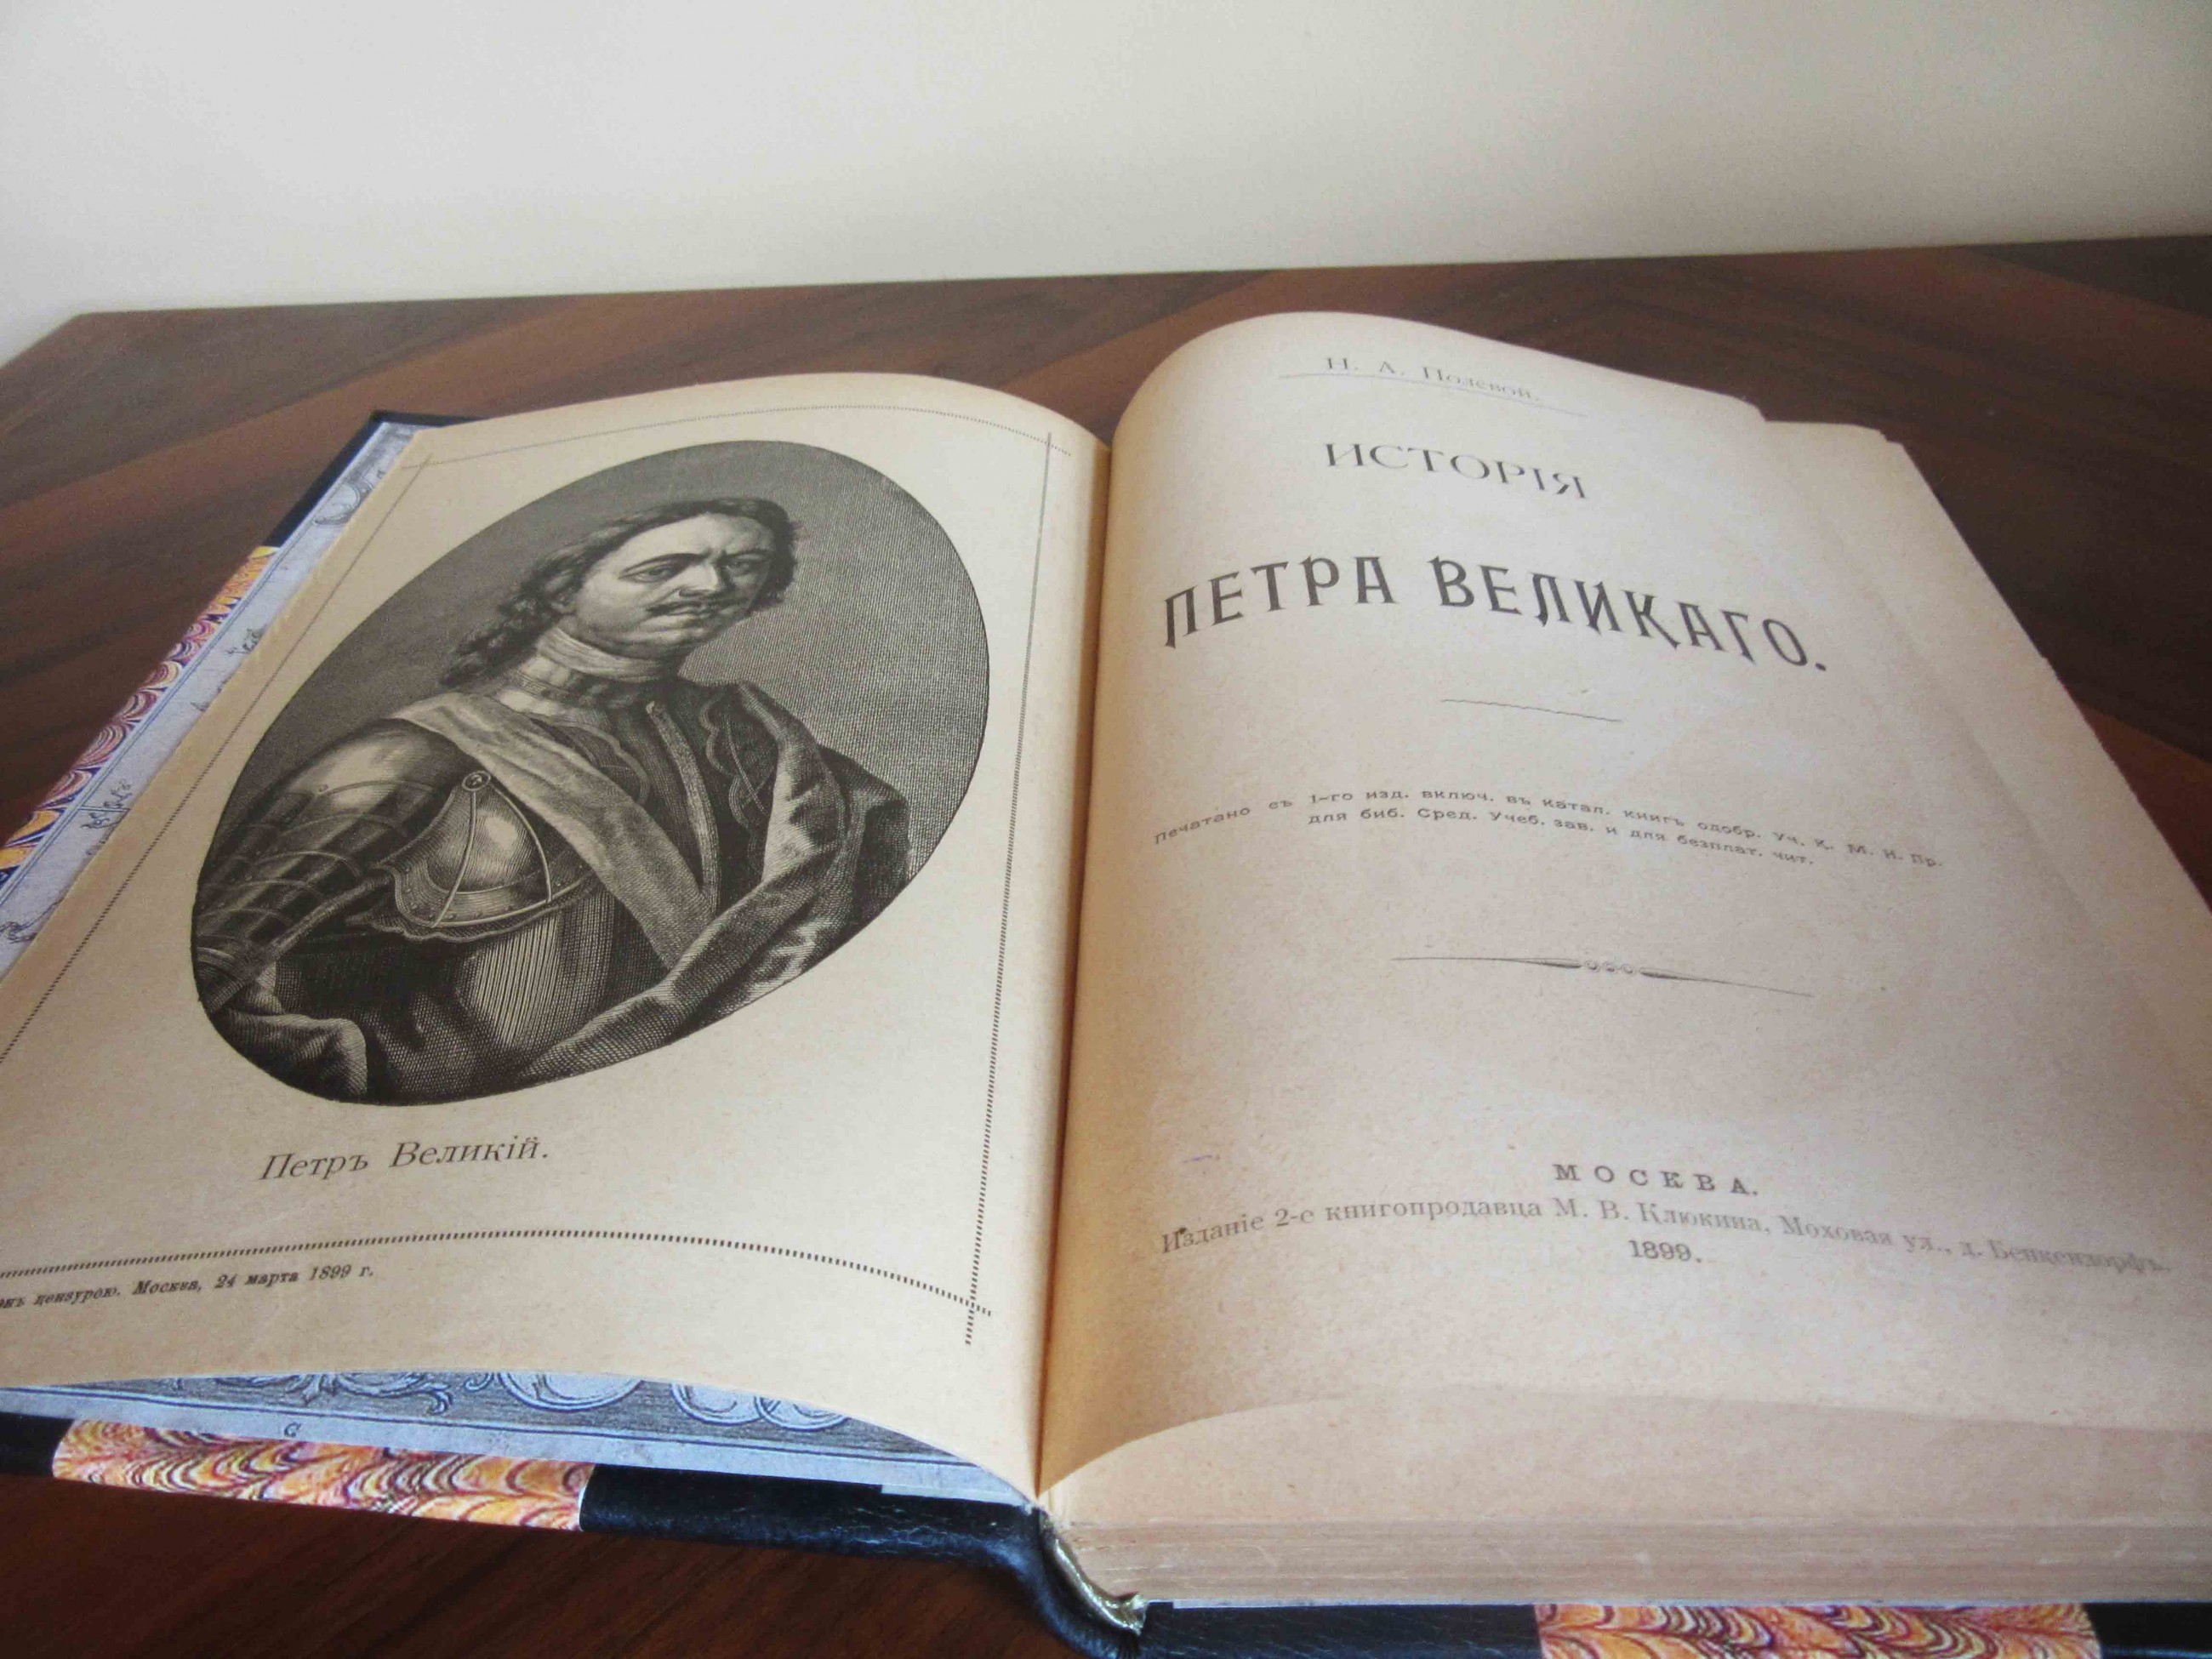 Петръ Великій.
цензурою. Москва, 24 марта 1899 г.
Н. А. Полевой.
ИСТОРІЯ
ПЕТРА ВЕЛИКАГО.
Печатано съ 1-го изд. включ. въ катал. книгъ одобр. Уч. К. М. Н. Пр.
для биб. Сред. Учеб. зав. и для безплат. чит.
МОСКВА.
Изданіе 2-е книгопродавца М. В. Клюкина, Моховая ул., д. Бенкендорфъ.
1899.